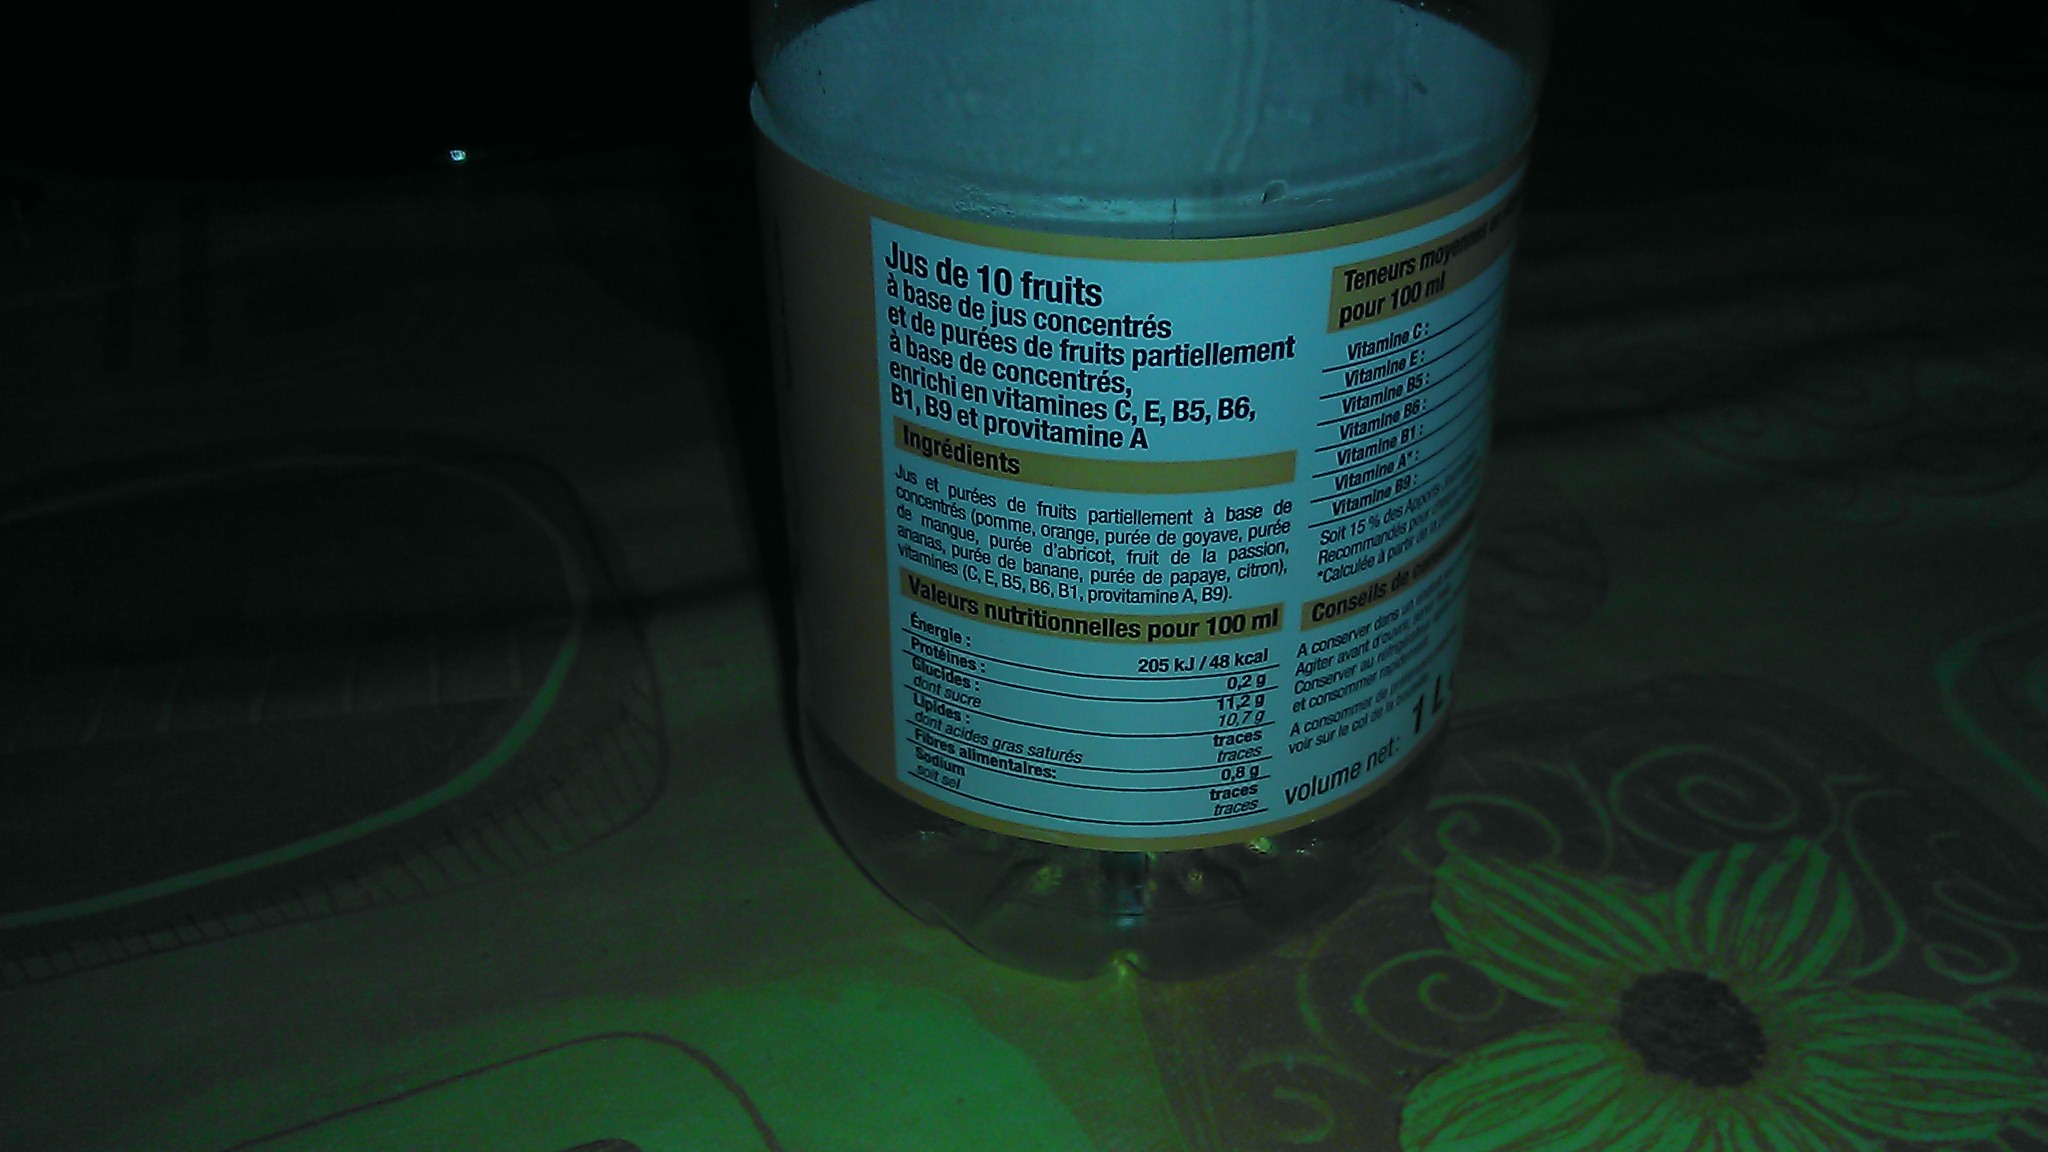 Jus de 10 fruits
à base de jus concentrés
et de purées de fruits partiellement
à base de concentrés,
enrichi en vitamines C, E, B5, B6,
B1, B9 et provitamine A
Ingrédients
Jus et purées de fruits partiellement à base de
concentrés (pomme, orange, purée de goyave, purée
de mangue, purée d'abricot, fruit de la passion,
ananas, purée de banane, purée de papaye, citron),
vitamines (C, E, B5, B6, B1, provitamine A, B9).
Valeurs nutritionnelles pour 100 ml
Énergie : 205 kJ / 48 kcal
Protéines : 0,2 g
Glucides : 11,2 g
dont sucre 10,7 g
Lipides : traces
dont acides gras saturés traces
Fibres alimentaires: 0,8 g
Sodium traces
soit sel traces
Teneurs moyennes
pour 100 ml
Vitamine C :
Vitamine E :
Vitamine B5 :
Vitamine B6 :
Vitamine B1 :
Vitamine A* :
Vitamine B9 :
Soit 15 % des Apports
Recommandés pour
*Calculée à partir de la
Conseils de
A conserver dans un
Agiter avant d'ouvrir,
Conserver au réfrigérateur
et consommer rapidement
A consommer de
voir sur le col de la
volume net: 1 L